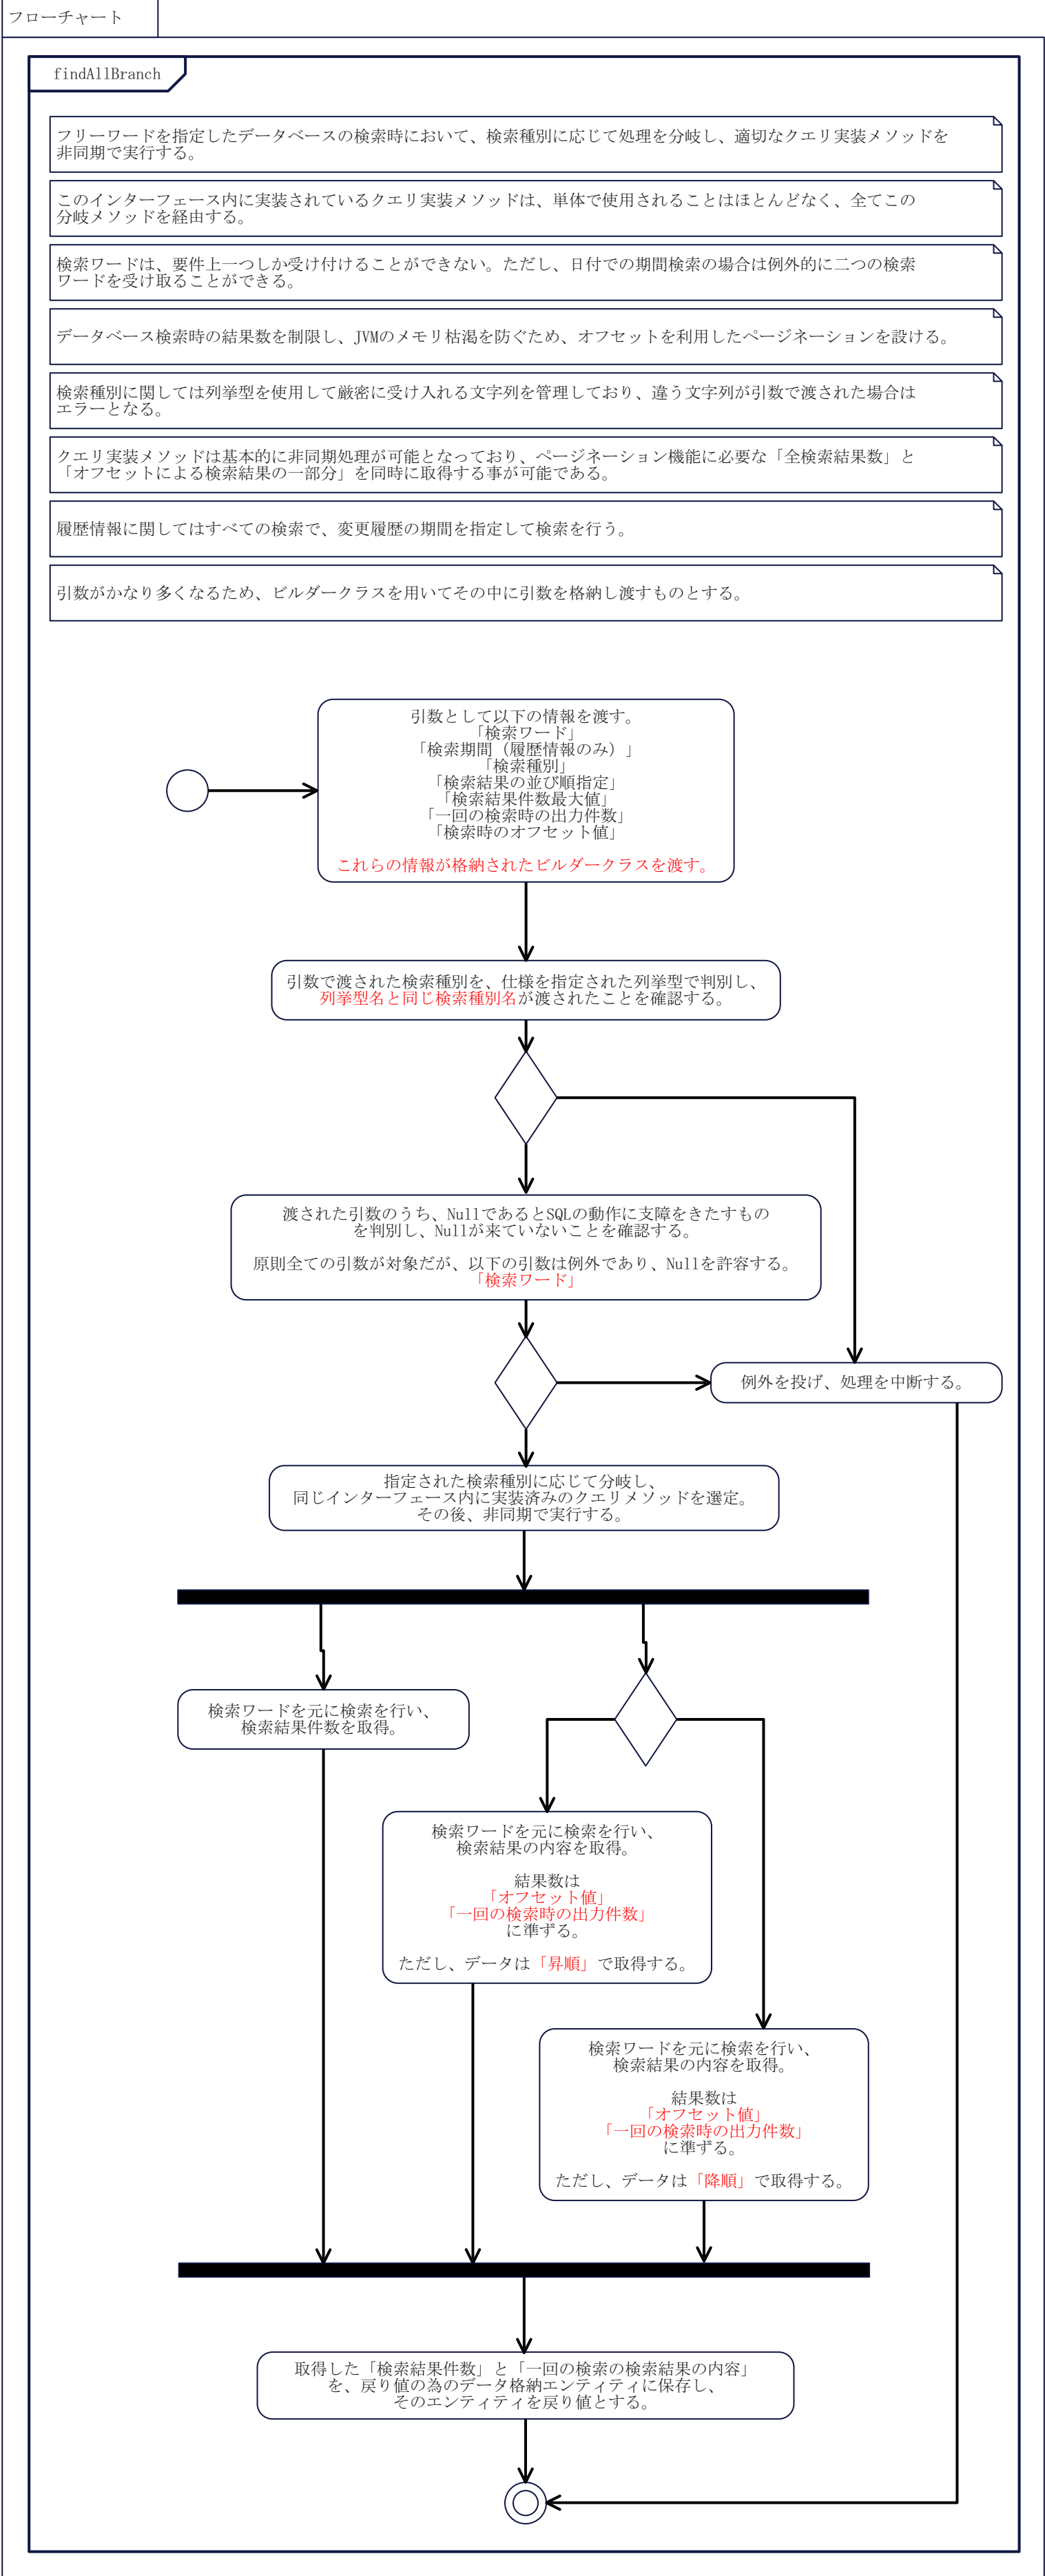 フローチャート
findAllBranch
フリーワードを指定したデータベースの検索時において、検索種別に応じて処理を分岐し、適切なクエリ実装メソッドを
非同期で実行する。
このインターフェース内に実装されているクエリ実装メソッドは、単体で使用されることはほとんどなく、全てこの
分岐メソッドを経由する。
検索ワードは、要件上一つしか受け付けることができない。ただし、日付での期間検索の場合は例外的に二つの検索
ワードを受け取ることができる。
データベース検索時の結果数を制限し、JVMのメモリ枯渇を防ぐため、オフセットを利用したページネーションを設ける。
検索種別に関しては列挙型を使用して厳密に受け入れる文字列を管理しており、違う文字列が引数で渡された場合は
エラーとなる。
クエリ実装メソッドは基本的に非同期処理が可能となっており、ページネーション機能に必要な「全検索結果数」と
「オフセットによる検索結果の一部分」を同時に取得する事が可能である。
履歴情報に関してはすべての検索で、変更履歴の期間を指定して検索を行う。
引数がかなり多くなるため、ビルダークラスを用いてその中に引数を格納し渡すものとする。
引数として以下の情報を渡す。
「検索ワード」
「検索期間（履歴情報のみ）」
「検索種別」
「検索結果の並び順指定」
「検索結果件数最大値」
「一回の検索時の出力件数」
「検索時のオフセット値」
これらの情報が格納されたビルダークラスを渡す。
引数で渡された検索種別を、仕様を指定された列挙型で判別し、
列挙型名と同じ検索種別名が渡されたことを確認する。
渡された引数のうち、NullであるとSQLの動作に支障をきたすもの
を判別し、Nullが来ていないことを確認する。
原則全ての引数が対象だが、以下の引数は例外であり、Nullを許容する。
「検索ワード」
例外を投げ、処理を中断する。
指定された検索種別に応じて分岐し、
同じインターフェース内に実装済みのクエリメソッドを選定。
その後、非同期で実行する。
検索ワードを元に検索を行い、
検索結果件数を取得。
検索ワードを元に検索を行い、
検索結果の内容を取得。
結果数は
「オフセット値」
「一回の検索時の出力件数」
に準ずる。
ただし、データは「昇順」で取得する。
検索ワードを元に検索を行い、
検索結果の内容を取得。
結果数は
「オフセット値」
「一回の検索時の出力件数」
に準ずる。
ただし、データは「降順」で取得する。
取得した「検索結果件数」と「一回の検索の検索結果の内容」
を、戻り値の為のデータ格納エンティティに保存し、
そのエンティティを戻り値とする。